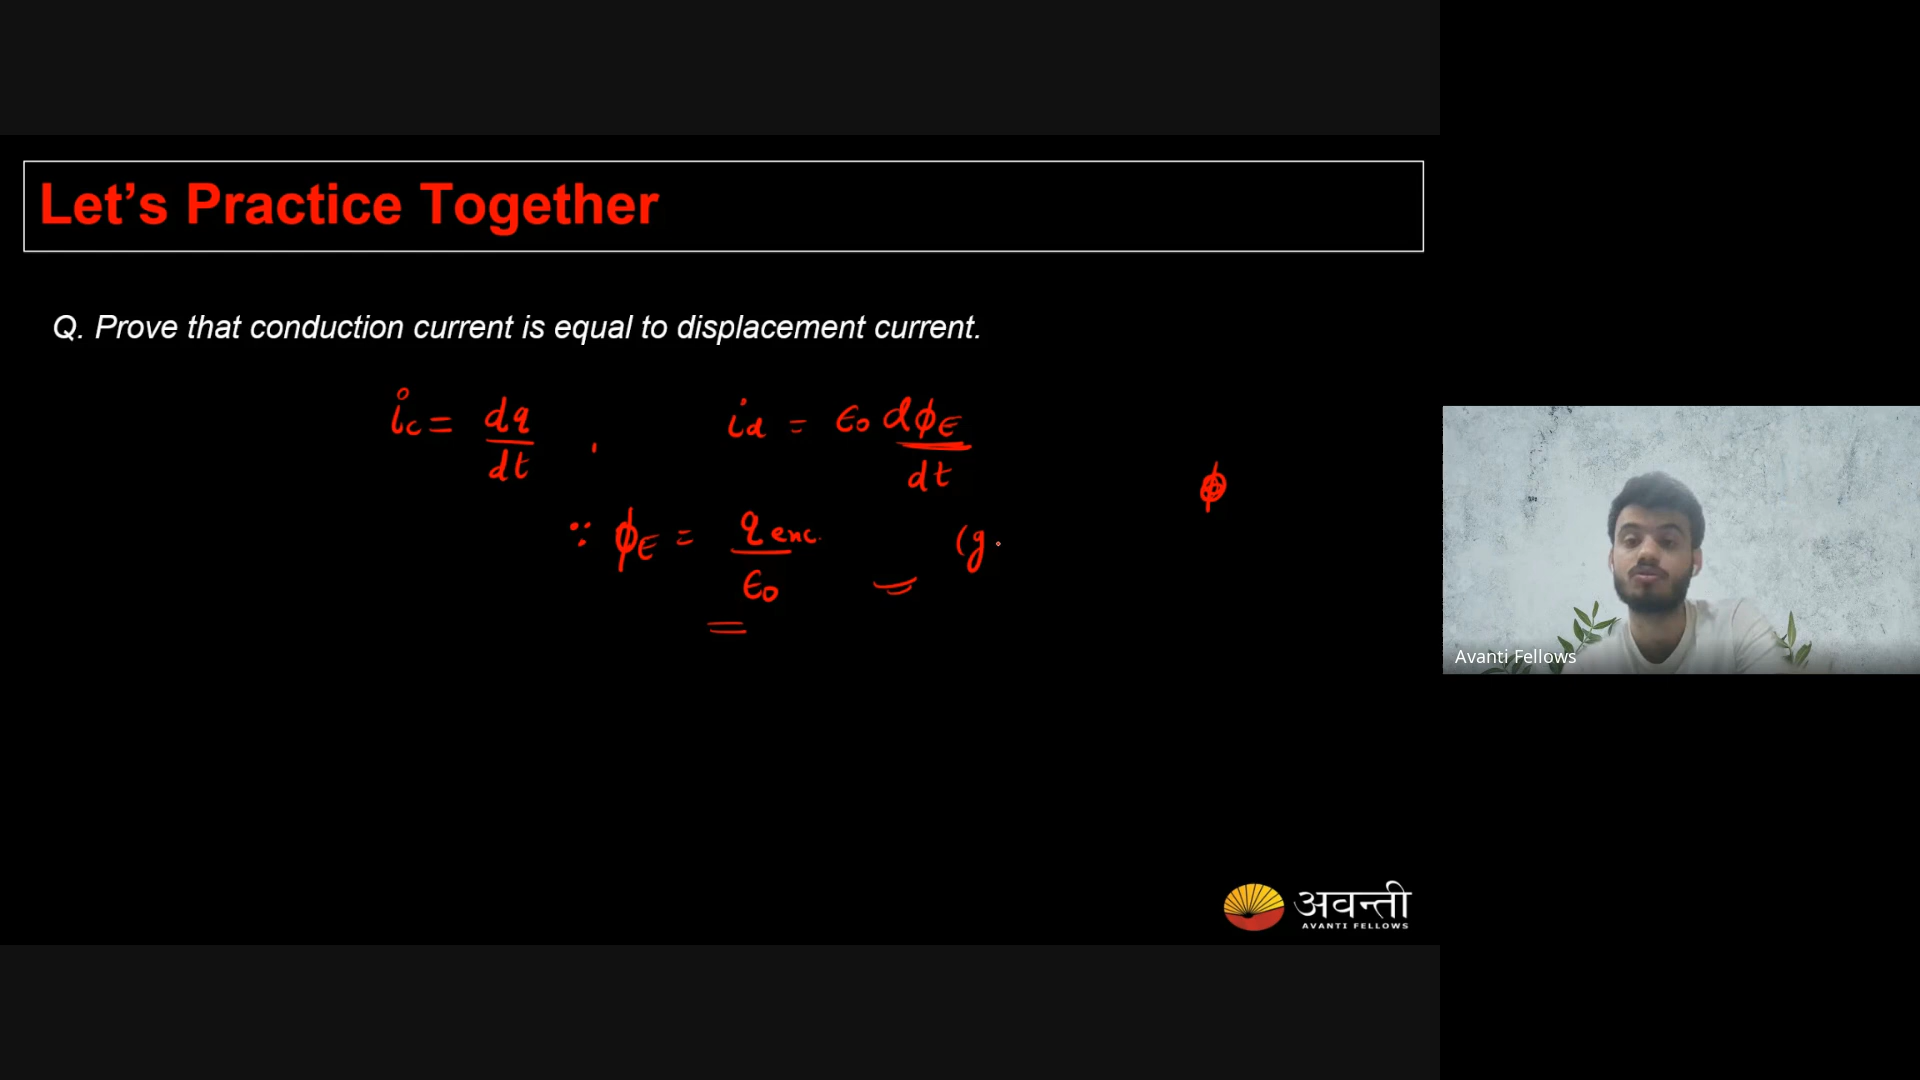 Let's Practice Together
Q. Prove that conduction current is equal to displacement current.
ic = dq/dt , id = ϵ0 dϕE/dt
ϕ
∵ ϕE = q enc./ϵ0 (g.
Avanti Fellows
अवन्ती
AVANTI FELLOWS